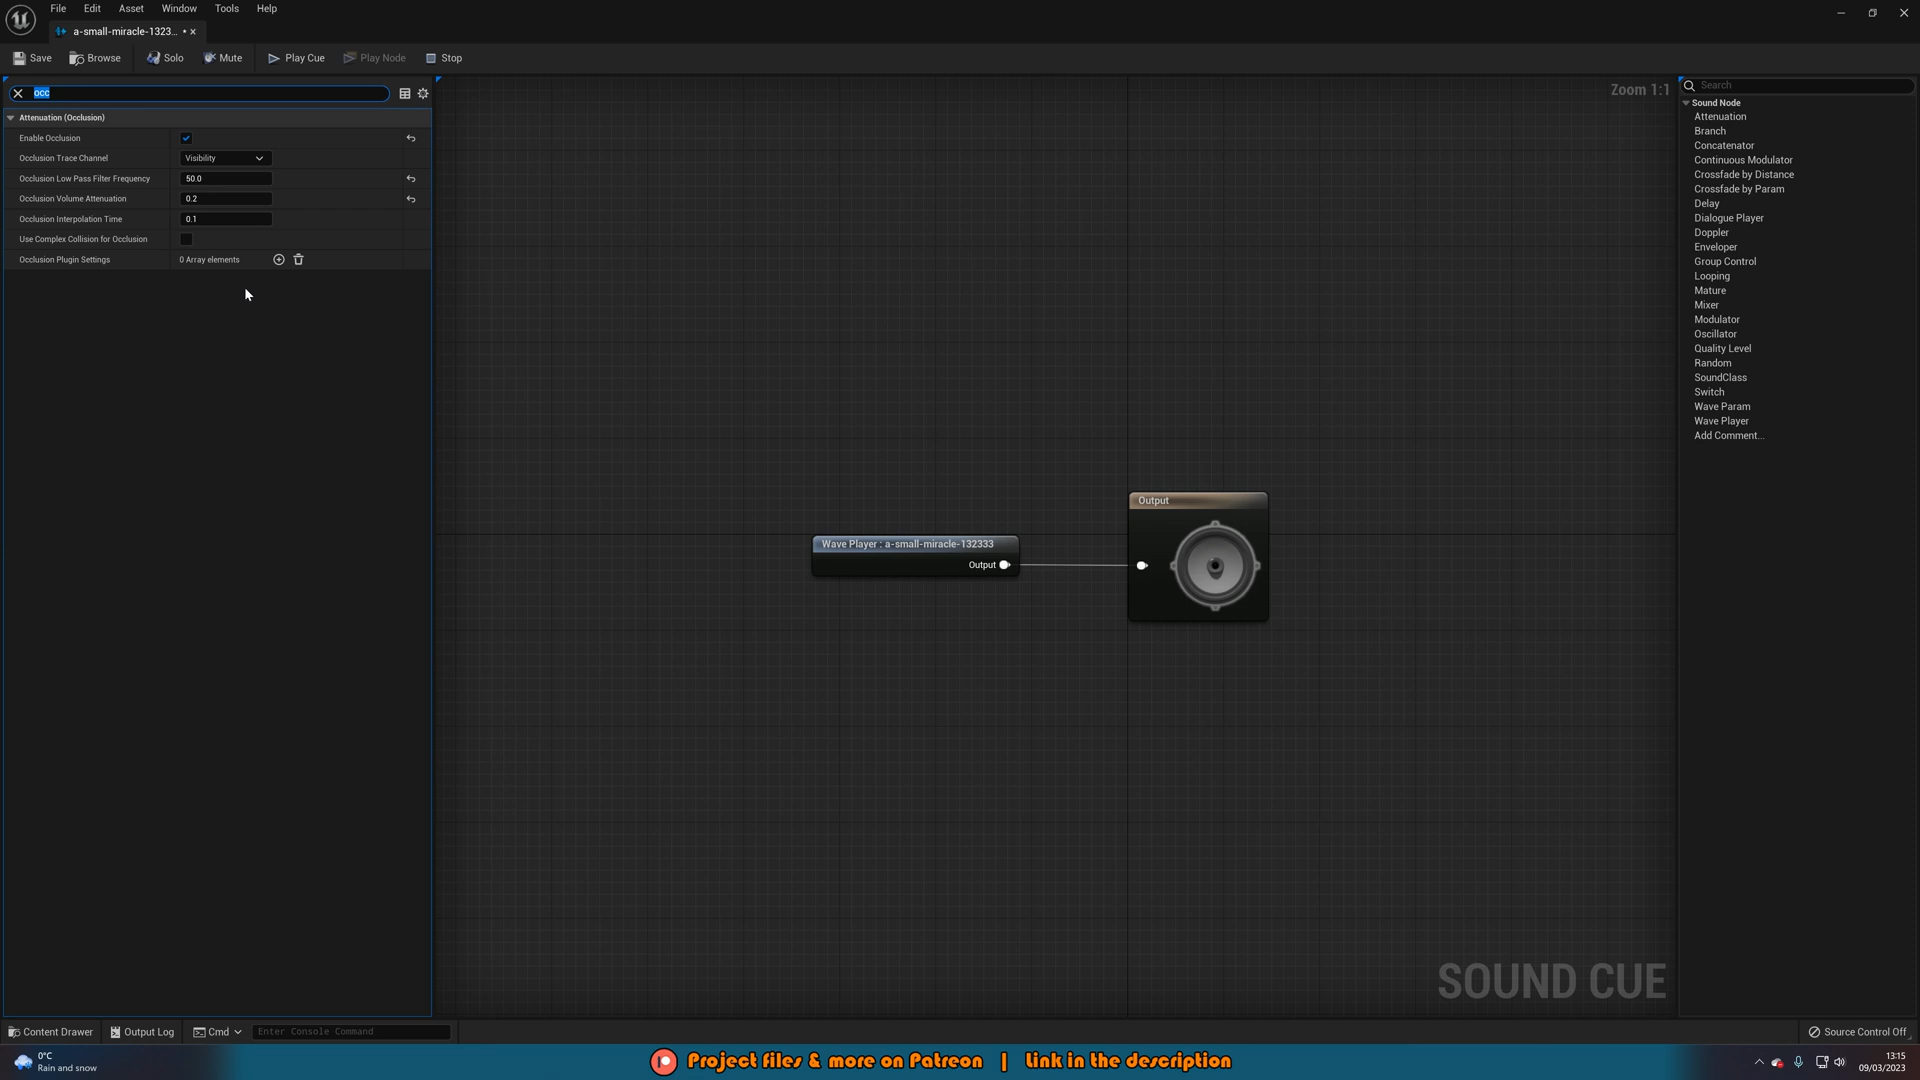 File Edit Asset Window Tools Help
a-small-miracle-1323... •
Save Browse Solo Mute Play Cue Play Node Stop
occ
Attenuation (Occlusion)
Enable Occlusion
Occlusion Trace Channel Visibility
Occlusion Low Pass Filter Frequency 50.0
Occlusion Volume Attenuation 0.2
Occlusion Interpolation Time 0.1
Use Complex Collision for Occlusion
Occlusion Plugin Settings 0 Array elements
Zoom 1:1
Wave Player : a-small-miracle-132333
Output
Output
SOUND CUE
Search
Sound Node
Attenuation
Branch
Concatenator
Continuous Modulator
Crossfade by Distance
Crossfade by Param
Delay
Dialogue Player
Doppler
Enveloper
Group Control
Looping
Mature
Mixer
Modulator
Oscillator
Quality Level
Random
SoundClass
Switch
Wave Param
Wave Player
Add Comment...
Content Drawer Output Log Cmd Enter Console Command
Source Control Off
0°C
Rain and snow
Project files & more on Patreon | Link in the description
13:15
09/03/2023